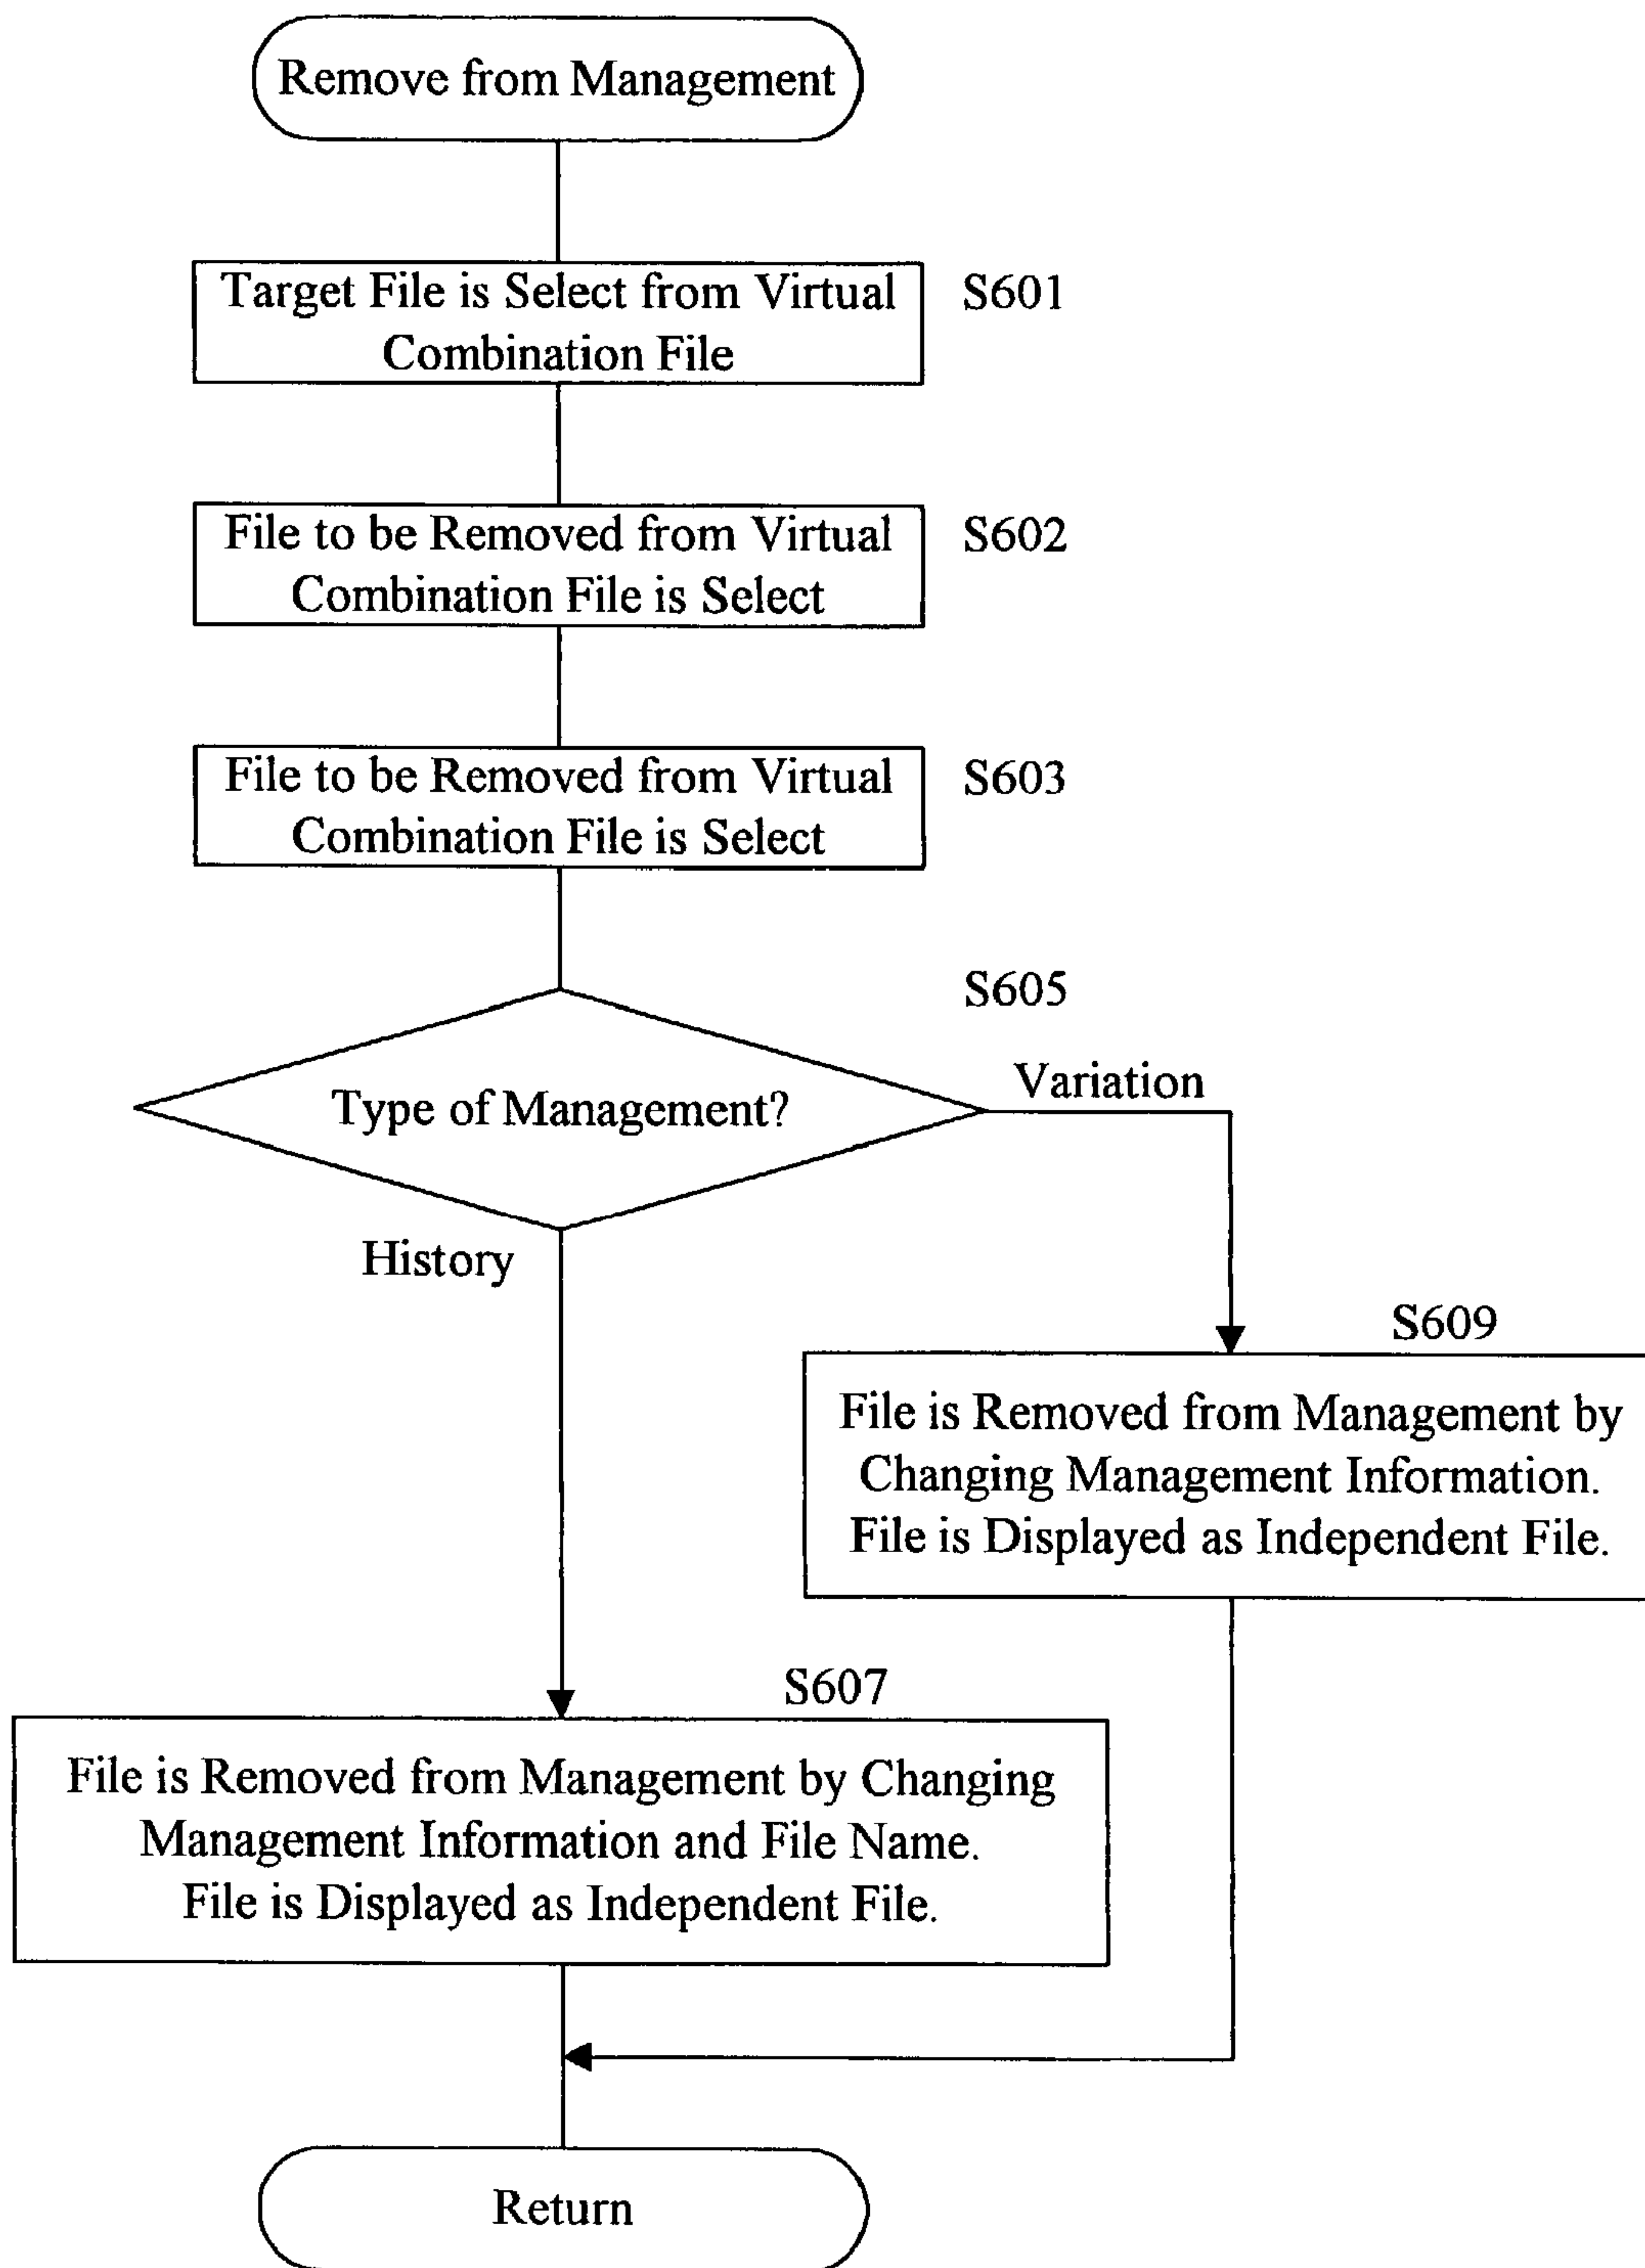 Remove from Management
Target File is Select from Virtual
Combination File
S601
File to be Removed from Virtual
Combination File is Select
S602
File to be Removed from Virtual
Combination File is Select
S603
S605
Type of Management?
Variation
History
S609
File is Removed from Management by
Changing Management Information.
File is Displayed as Independent File.
S607
File is Removed from Management by Changing
Management Information and File Name.
File is Displayed as Independent File.
Return